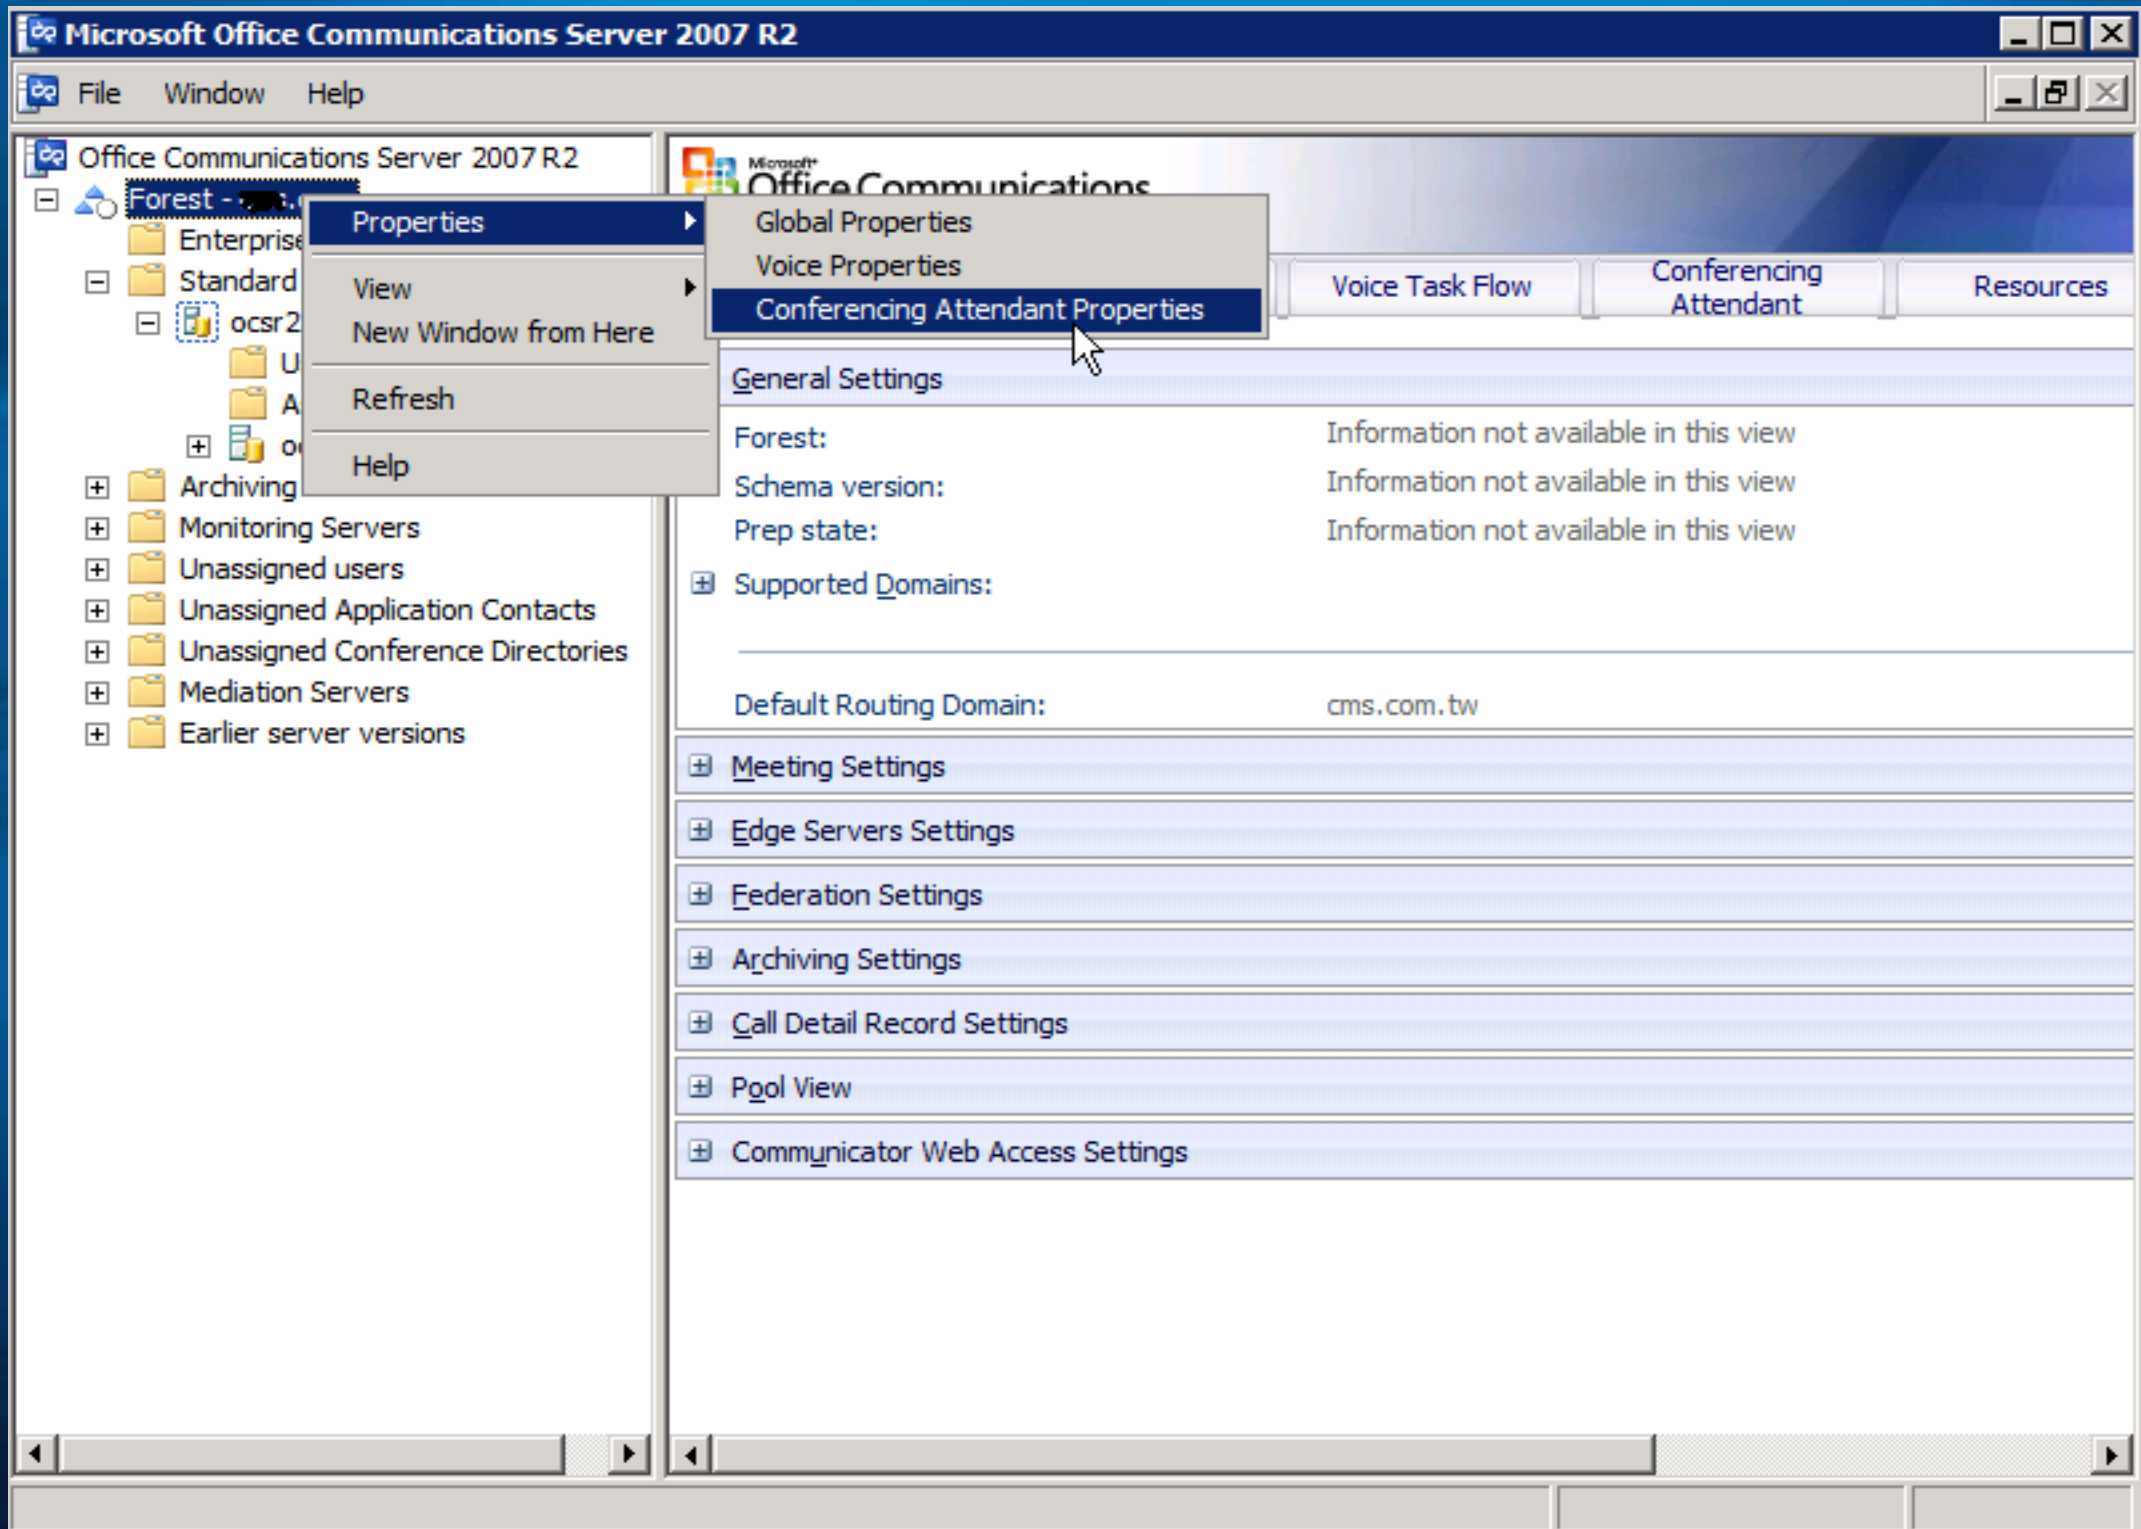 Microsoft Office Communications Server 2007 R2
File Window Help
Office Communications Server 2007 R2
Forest -
Enterprise
Standard
ocsr2
Archiving
Monitoring Servers
Unassigned users
Unassigned Application Contacts
Unassigned Conference Directories
Mediation Servers
Earlier server versions
Properties
View
New Window from Here
Refresh
Help
Global Properties
Voice Properties
Conferencing Attendant Properties
Microsoft
Office Communications
Voice Task Flow
Conferencing
Attendant
Resources
General Settings
Forest: Information not available in this view
Schema version: Information not available in this view
Prep state: Information not available in this view
Supported Domains:
Default Routing Domain: cms.com.tw
Meeting Settings
Edge Servers Settings
Federation Settings
Archiving Settings
Call Detail Record Settings
Pool View
Communicator Web Access Settings